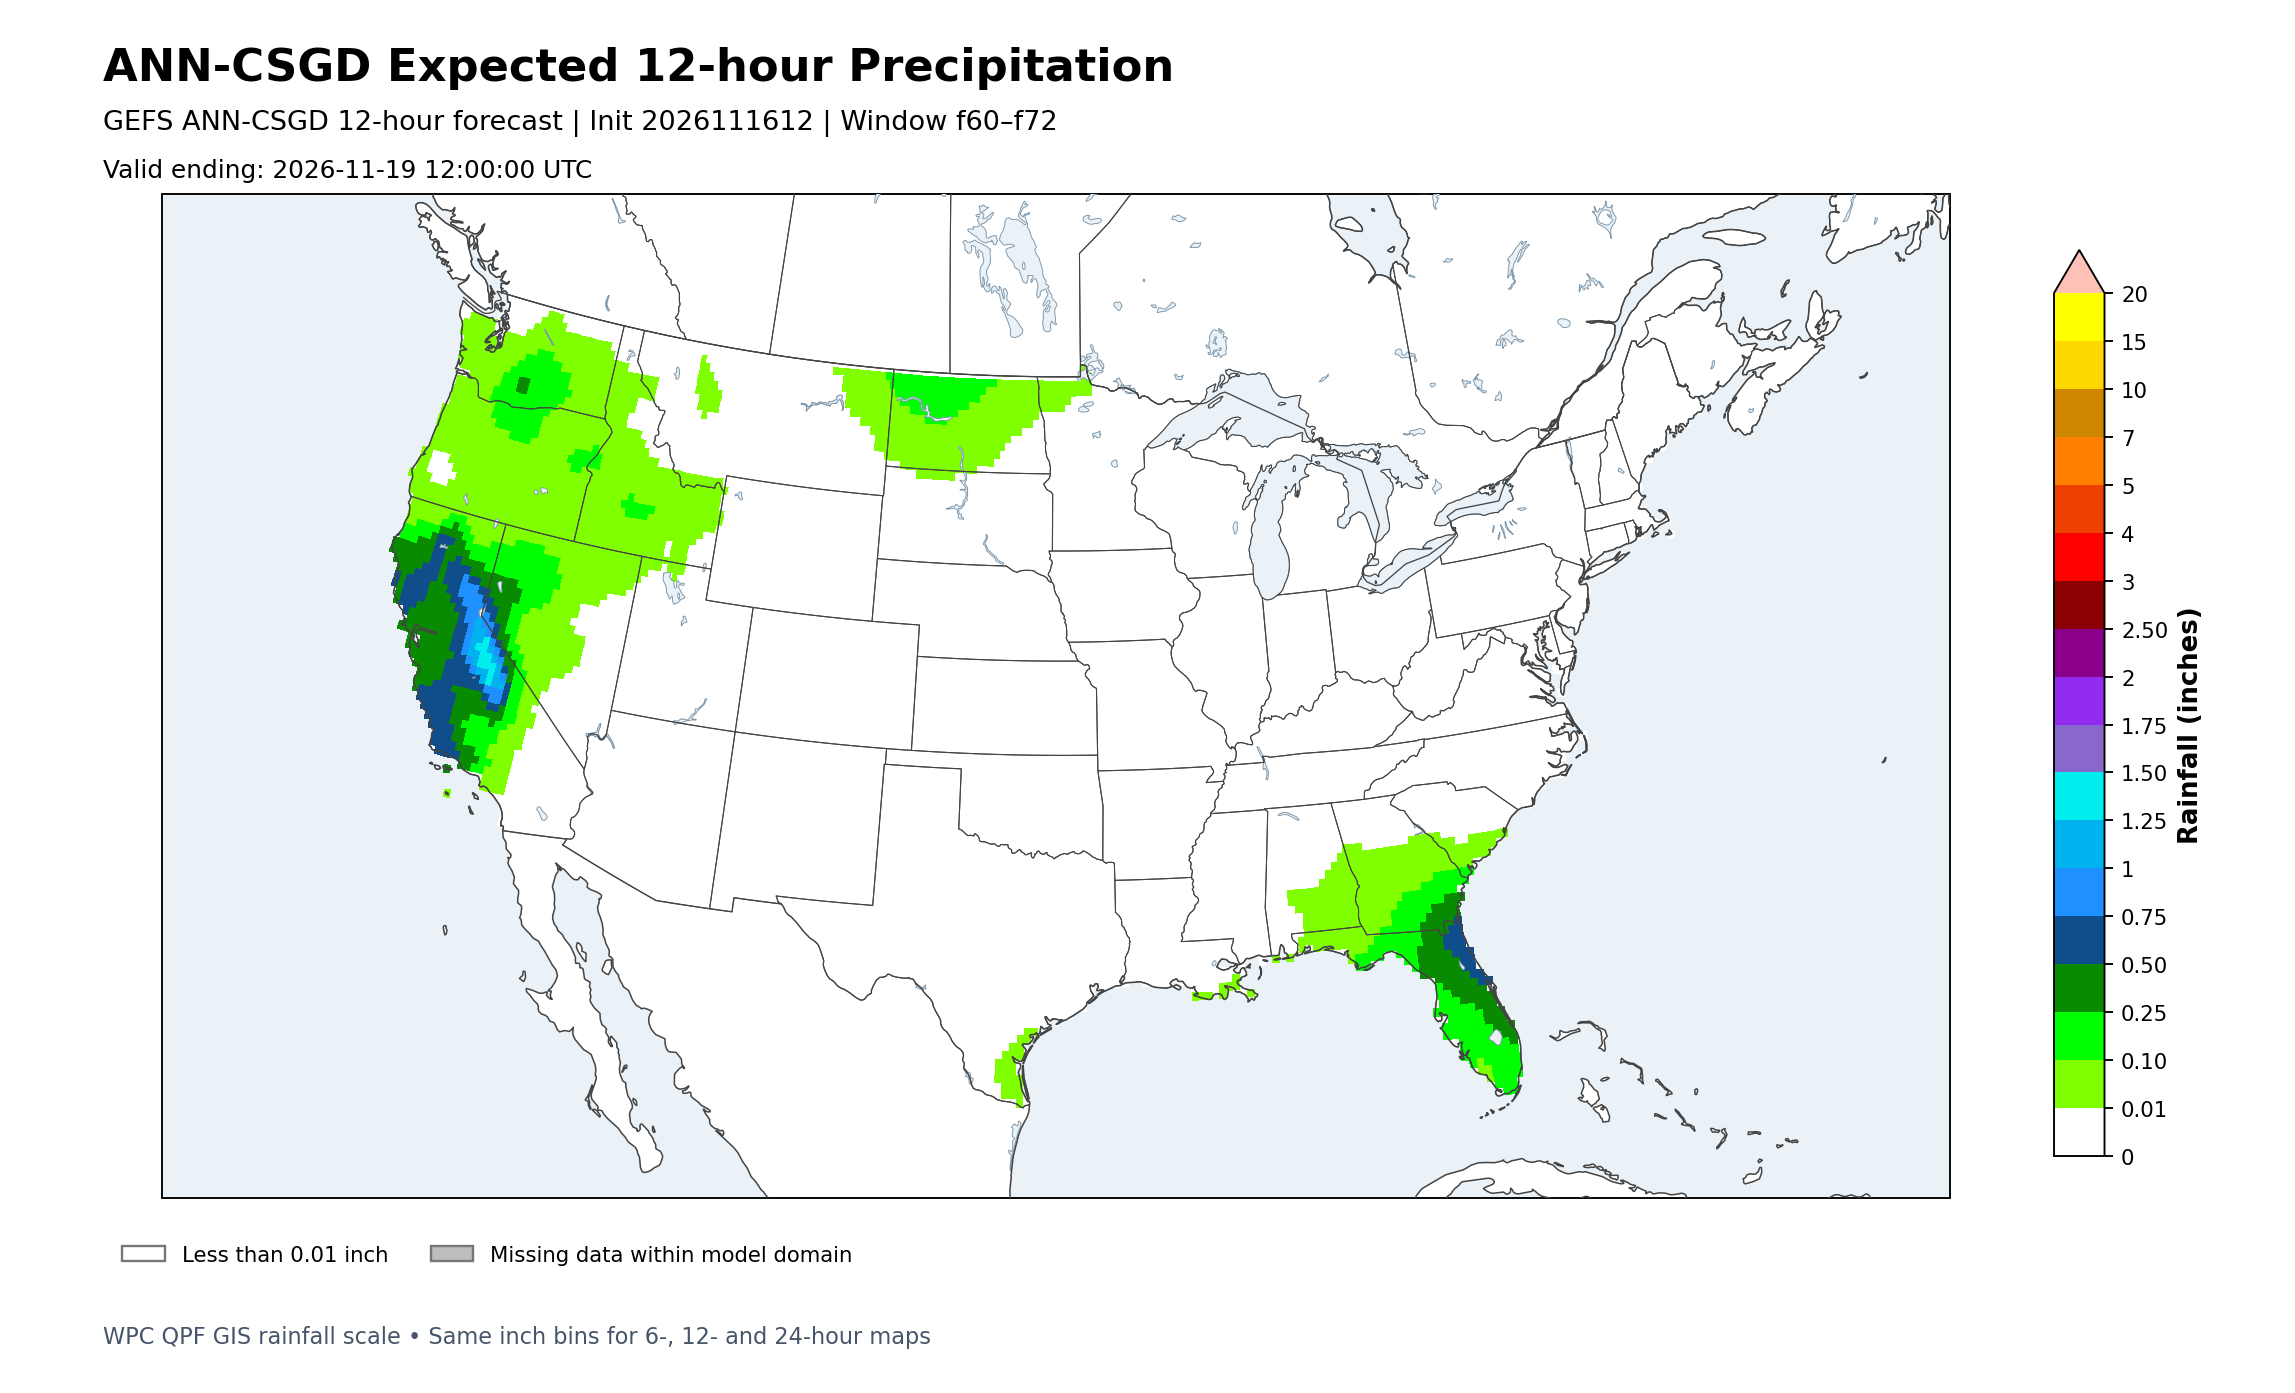 ANN-CSGD Expected 12-hour Precipitation
GEFS ANN-CSGD 12-hour forecast | Init 2026111612 | Window f60–f72
Valid ending: 2026-11-19 12:00:00 UTC
20
15
10
7
5
4
3
2.50
2
1.75
1.50
1.25
1
0.75
0.50
0.25
0.10
0.01
0
Rainfall (inches)
Less than 0.01 inch
Missing data within model domain
WPC QPF GIS rainfall scale • Same inch bins for 6-, 12- and 24-hour maps